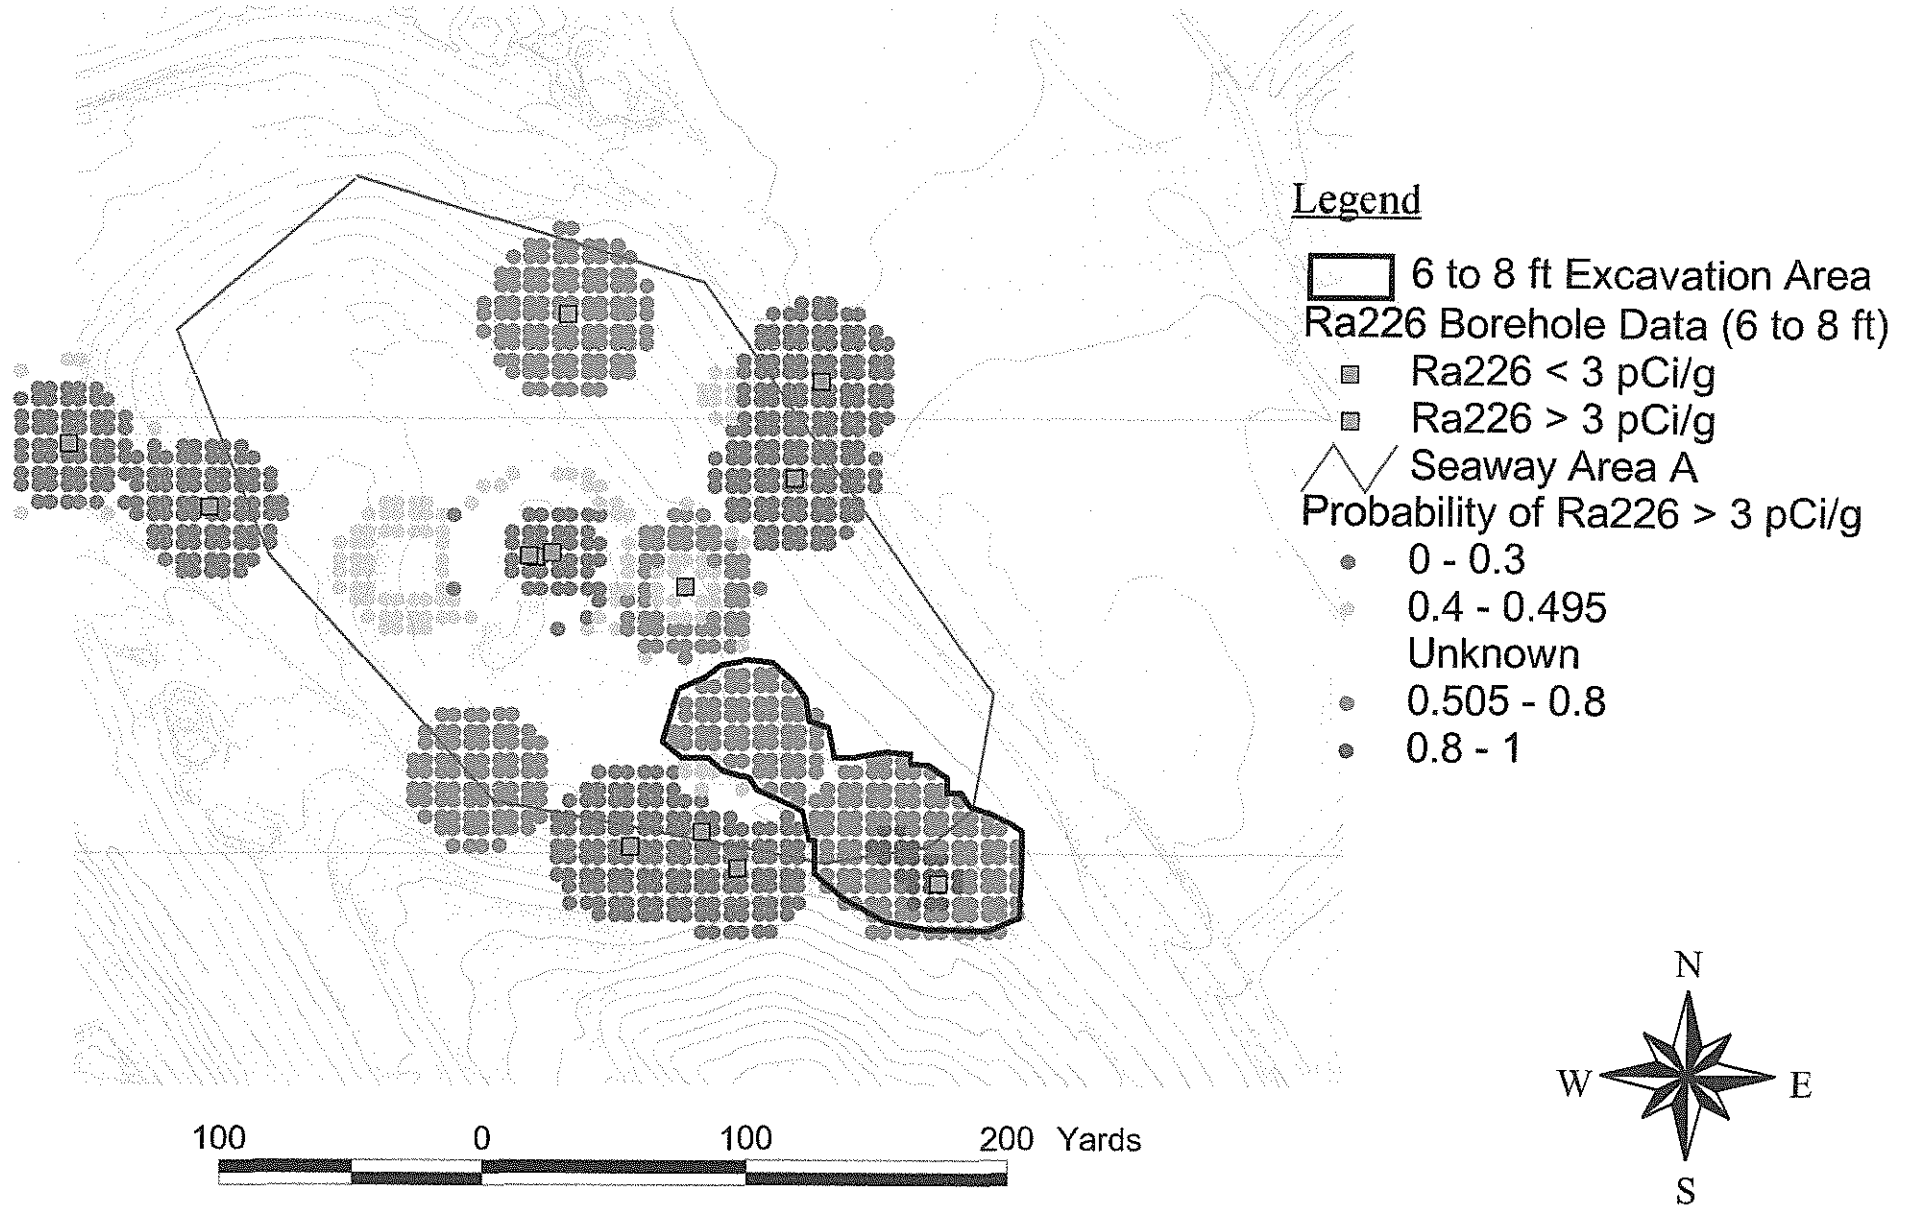 Legend
6 to 8 ft Excavation Area
Ra226 Borehole Data (6 to 8 ft)
Ra226 < 3 pCi/g
Ra226 > 3 pCi/g
Seaway Area A
Probability of Ra226 > 3 pCi/g
0 - 0.3
0.4 - 0.495
Unknown
0.505 - 0.8
0.8 - 1
N
W E
S
100 0 100 200 Yards